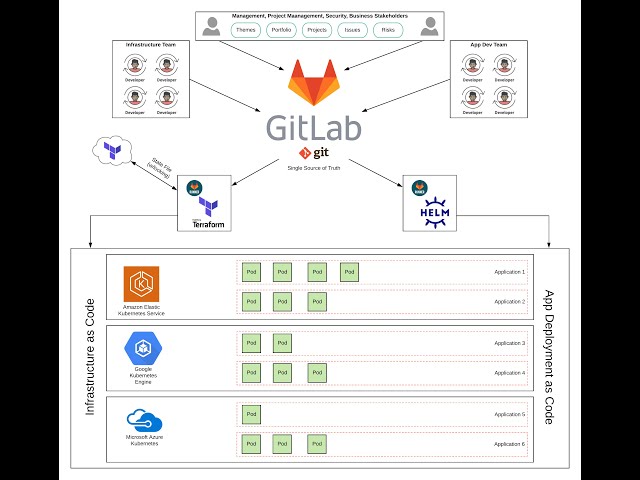 Management, Project Maanagement, Security, Business Stakeholders
Themes
Portfolio
Projects
Issues
Risks
Infrastructure Team
Developer
Developer
Developer
Developer
App Dev Team
Developer
Developer
Developer
Developer
GitLab
git
Single Source of Truth
State File
(w/locking)
Terraform
HELM
Infrastructure as Code
App Deployment as Code
Amazon Elastic
Kubernetes Service
Pod
Pod
Pod
Pod
Application 1
Pod
Pod
Pod
Application 2
Google
Kubernetes
Engine
Pod
Pod
Application 3
Pod
Pod
Pod
Application 4
Microsoft Azure
Kubernetes
Pod
Application 5
Pod
Pod
Pod
Application 6